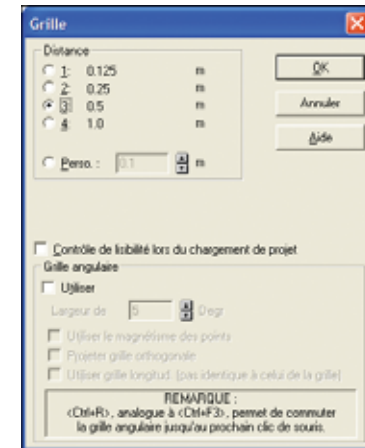 Grille
Distance
1: 0.125 m
2: 0.25 m
3: 0.5 m
4: 1.0 m
Perso. : 0.1 m
OK
Annuler
Aide
Contrôle de lisibilité lors du chargement de projet
Grille angulaire
Utiliser
Largeur de 5 Degr
Utiliser le magnétisme des points
Projeter grille orthogonale
Utiliser grille longitud. (pas identique à celui de la grille)
REMARQUE :
<Ctrl+R>, analogue à <Ctrl+F3>, permet de commuter
la grille angulaire jusqu'au prochain clic de souris.